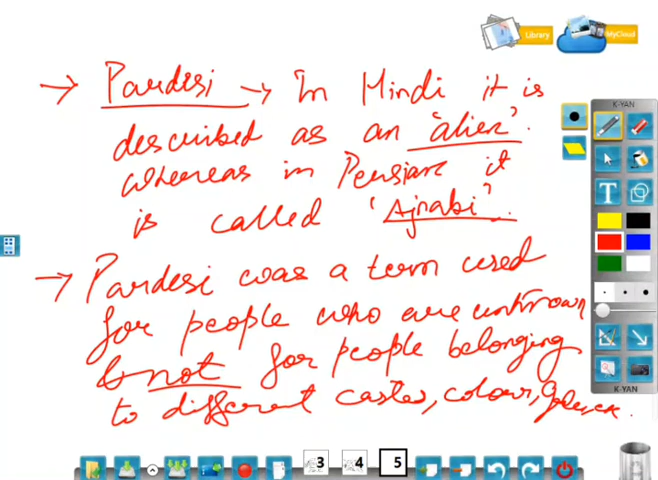 Library
MyCloud
K-YAN
→ Pardesi → In Hindi it is
described as an 'alien'.
whereas in Persian it
is called 'Ajnabi'.
→ Pardesi was a term used
for people who are unknown
& not for people belonging
to different castes, colour,
T
K-YAN
3 4 5